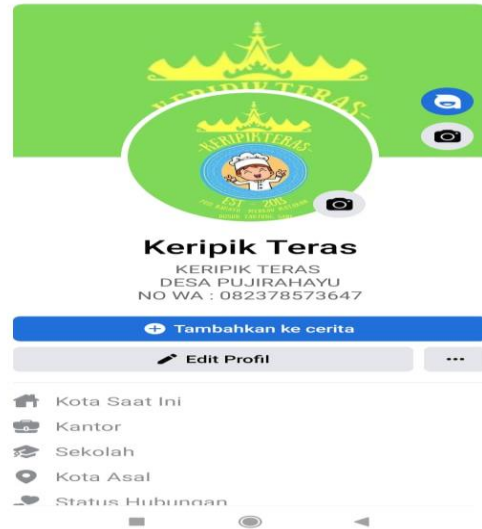 KERIPIK TERAS
KERIPIK TERAS
EST - 2013
Keripik Teras
KERIPIK TERAS
DESA PUJIRAHAYU
NO WA : 082378573647
Tambahkan ke cerita
Edit Profil
Kota Saat Ini
Kantor
Sekolah
Kota Asal
Status Hubungan